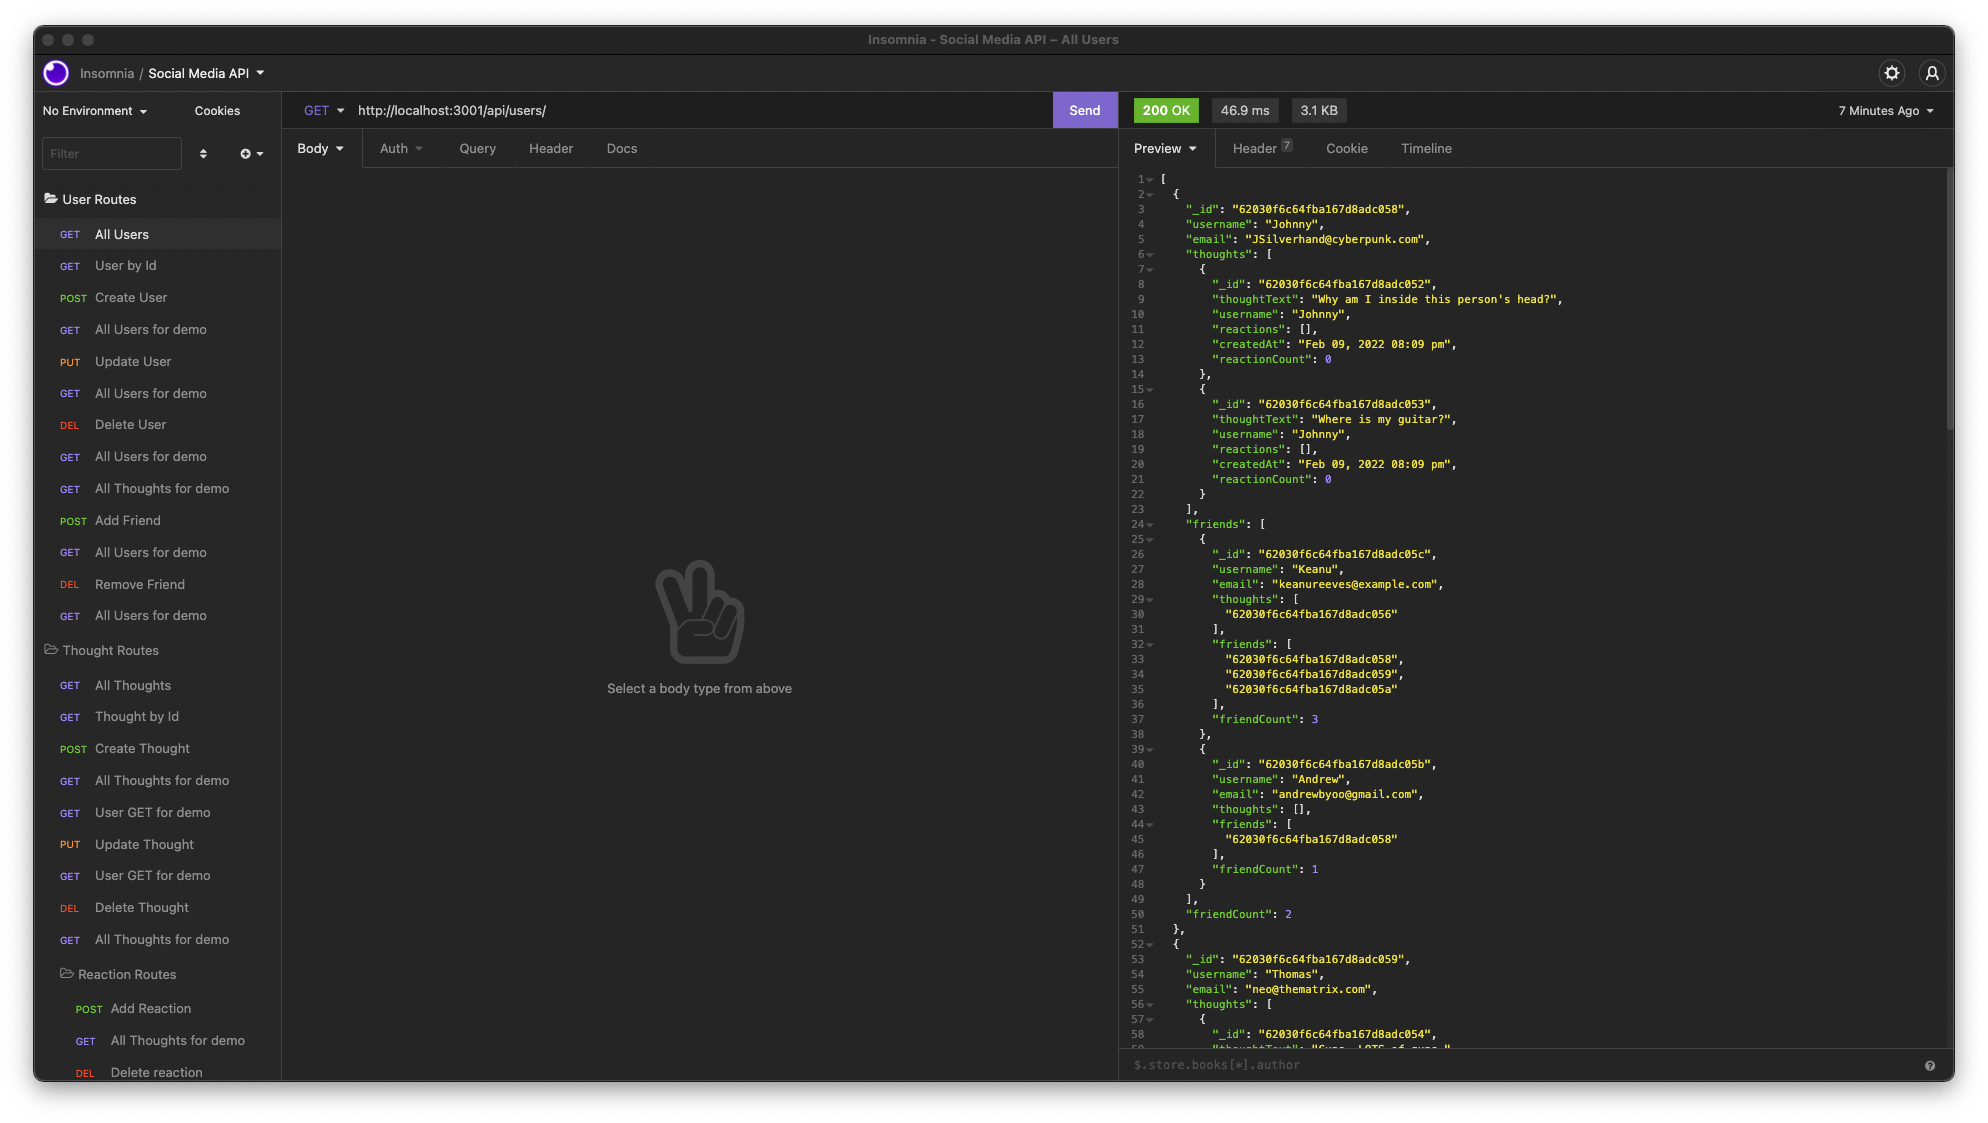 Insomnia - Social Media API – All Users
Insomnia / Social Media API
No Environment
Cookies
Filter
User Routes
GET All Users
GET User by Id
POST Create User
GET All Users for demo
PUT Update User
GET All Users for demo
DEL Delete User
GET All Users for demo
GET All Thoughts for demo
POST Add Friend
GET All Users for demo
DEL Remove Friend
GET All Users for demo
Thought Routes
GET All Thoughts
GET Thought by Id
POST Create Thought
GET All Thoughts for demo
GET User GET for demo
PUT Update Thought
GET User GET for demo
DEL Delete Thought
GET All Thoughts for demo
Reaction Routes
POST Add Reaction
GET All Thoughts for demo
DEL Delete reaction
GET http://localhost:3001/api/users/ Send
Body Auth Query Header Docs
Select a body type from above
200 OK 46.9 ms 3.1 KB 7 Minutes Ago
Preview Header 7 Cookie Timeline
1 [
2 {
3 "_id": "62030f6c64fba167d8adc058",
4 "username": "Johnny",
5 "email": "JSilverhand@cyberpunk.com",
6 "thoughts": [
7 {
8 "_id": "62030f6c64fba167d8adc052",
9 "thoughtText": "Why am I inside this person's head?",
10 "username": "Johnny",
11 "reactions": [],
12 "createdAt": "Feb 09, 2022 08:09 pm",
13 "reactionCount": 0
14 },
15 {
16 "_id": "62030f6c64fba167d8adc053",
17 "thoughtText": "Where is my guitar?",
18 "username": "Johnny",
19 "reactions": [],
20 "createdAt": "Feb 09, 2022 08:09 pm",
21 "reactionCount": 0
22 }
23 ],
24 "friends": [
25 {
26 "_id": "62030f6c64fba167d8adc05c",
27 "username": "Keanu",
28 "email": "keanureeves@example.com",
29 "thoughts": [
30 "62030f6c64fba167d8adc056"
31 ],
32 "friends": [
33 "62030f6c64fba167d8adc058",
34 "62030f6c64fba167d8adc059",
35 "62030f6c64fba167d8adc05a"
36 ],
37 "friendCount": 3
38 },
39 {
40 "_id": "62030f6c64fba167d8adc05b",
41 "username": "Andrew",
42 "email": "andrewbyoo@gmail.com",
43 "thoughts": [],
44 "friends": [
45 "62030f6c64fba167d8adc058"
46 ],
47 "friendCount": 1
48 }
49 ],
50 "friendCount": 2
51 },
52 {
53 "_id": "62030f6c64fba167d8adc059",
54 "username": "Thomas",
55 "email": "neo@thematrix.com",
56 "thoughts": [
57 {
58 "_id": "62030f6c64fba167d8adc054",
$.store.books[*].author